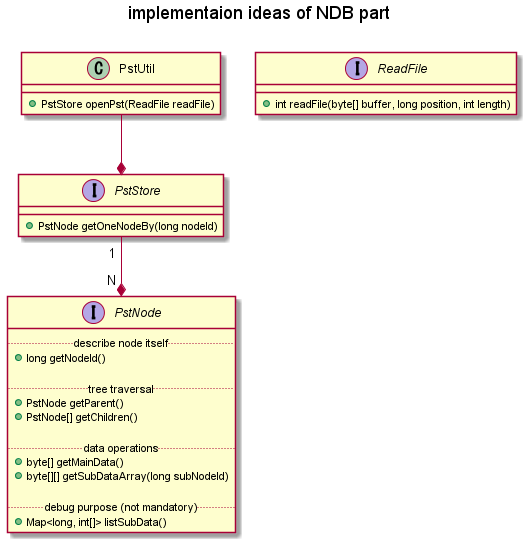 implementaion ideas of NDB part
C PstUtil
PstStore openPst(ReadFile readFile)
I ReadFile
int readFile(byte[] buffer, long position, int length)
I PstStore
PstNode getOneNodeBy(long nodeId)
1
N
I PstNode
describe node itself
long getNodeId()
tree traversal
PstNode getParent()
PstNode[] getChildren()
data operations
byte[] getMainData()
byte[][] getSubDataArray(long subNodeId)
debug purpose (not mandatory)
Map<long, int[]> listSubData()